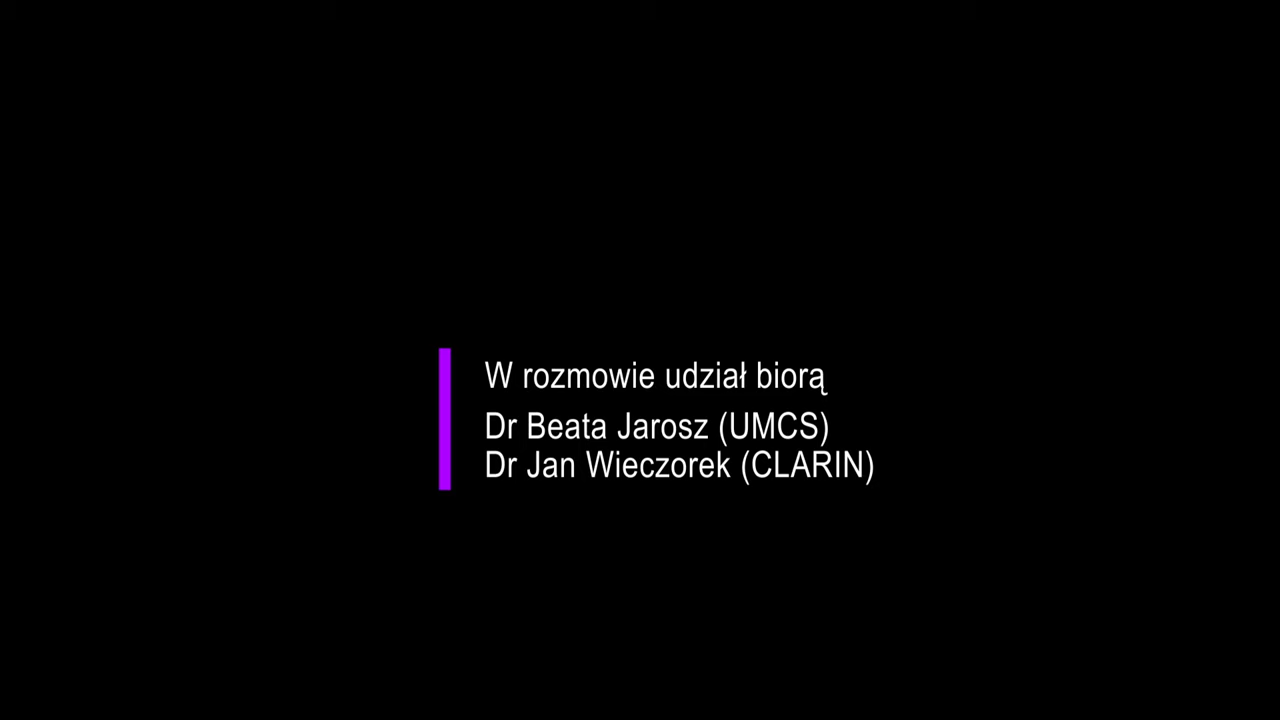 W rozmowie udział biorą
Dr Beata Jarosz (UMCS)
Dr Jan Wieczorek (CLARIN)